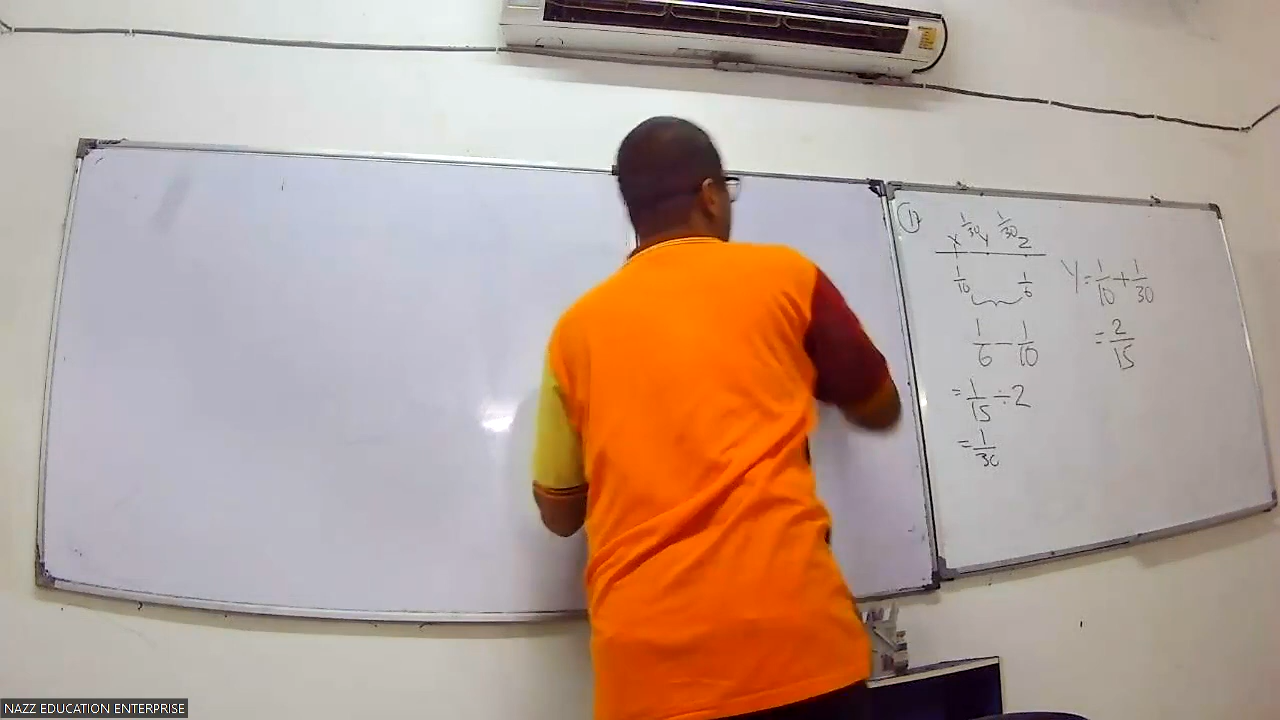 1
1/30 1/30
X Y Z
1/10 1/6
1/6 - 1/10
= 1/15 ÷ 2
= 1/30
Y = 1/10 + 1/30
= 2/15
NAZZ EDUCATION ENTERPRISE